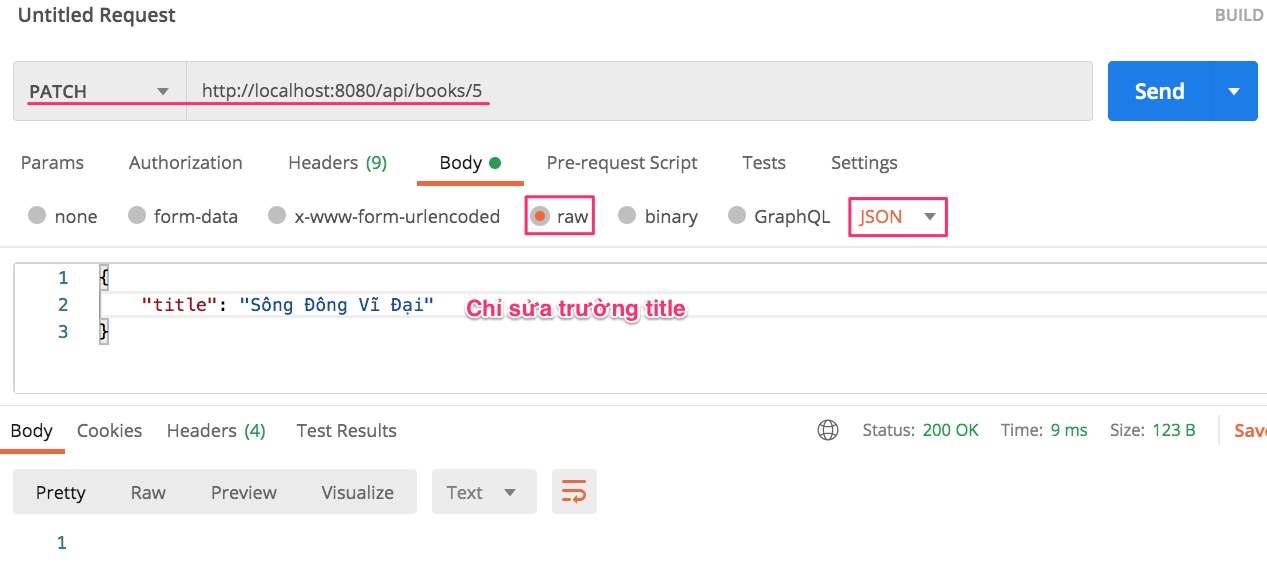 Untitled Request
BUILD
PATCH
http://localhost:8080/api/books/5
Send
Params Authorization Headers (9) Body Pre-request Script Tests Settings
none form-data x-www-form-urlencoded raw binary GraphQL JSON
1 {
2 "title": "Sông Đông Vĩ Đại" Chỉ sửa trường title
3 }
Body Cookies Headers (4) Test Results Status: 200 OK Time: 9 ms Size: 123 B Save
Pretty Raw Preview Visualize Text
1